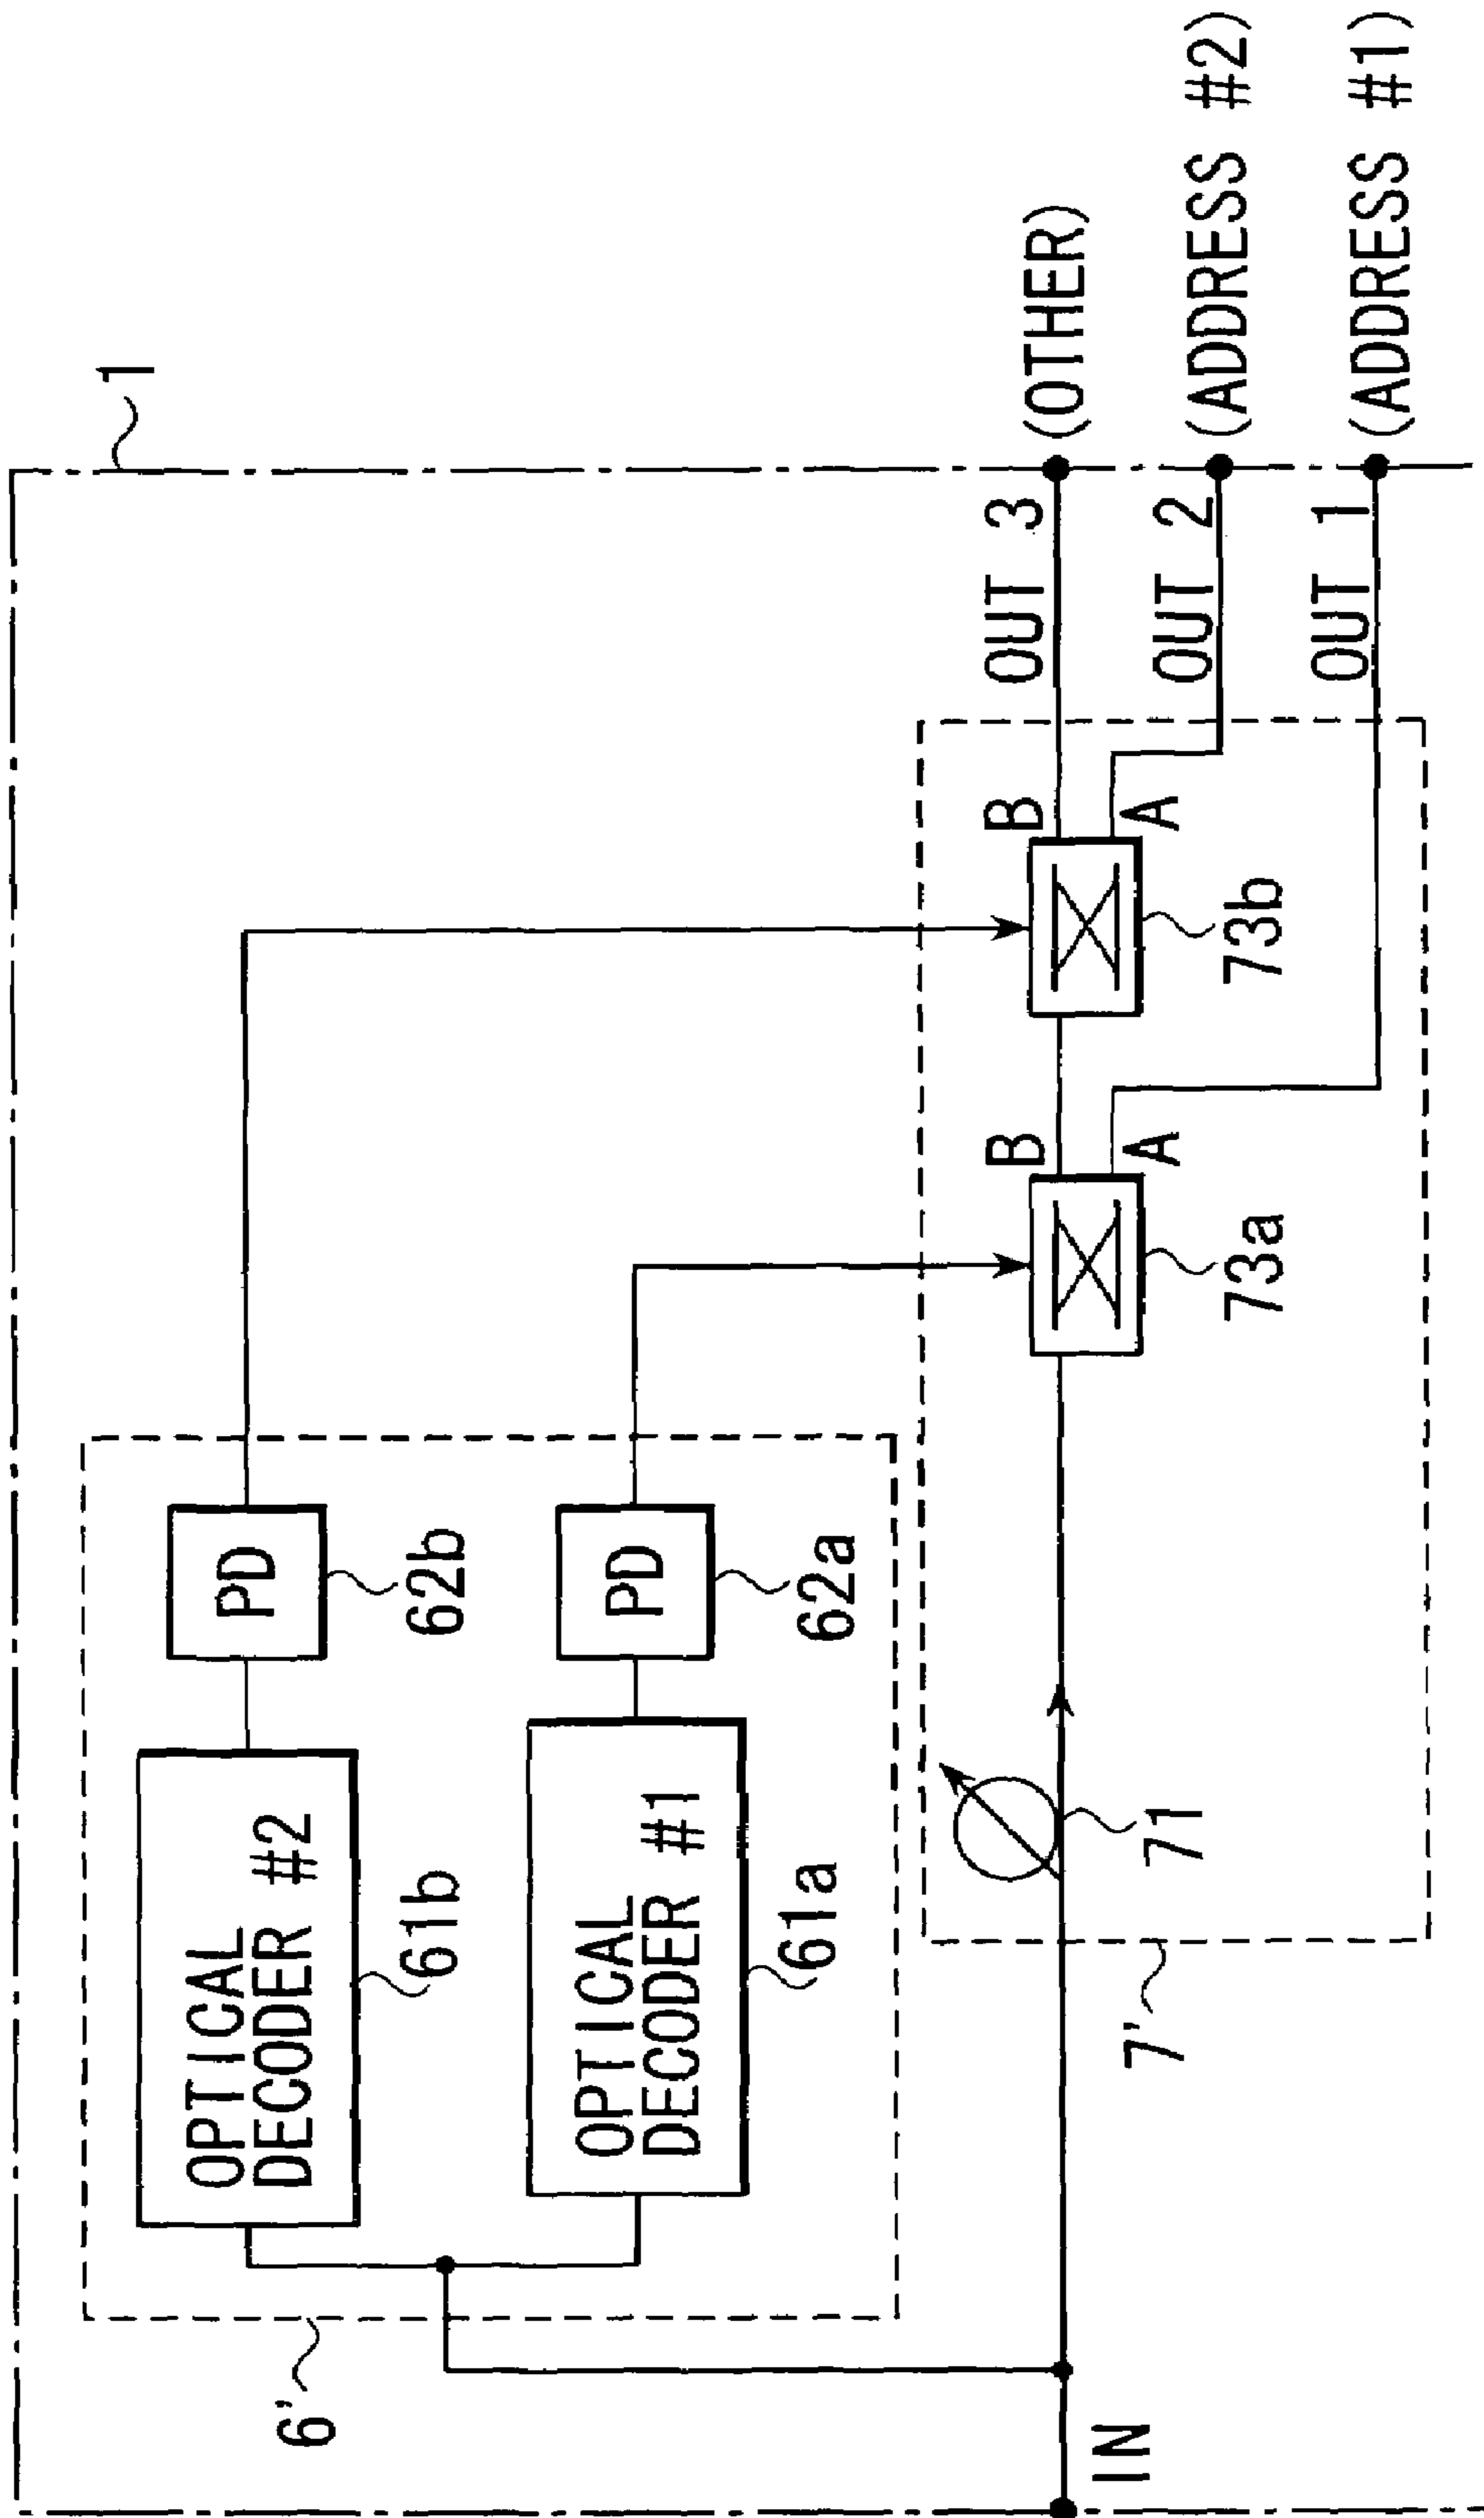 1
6'
OPTICAL
DECODER #2
61b
PD
62b
OPTICAL
DECODER #1
61a
PD
62a
IN
7'
71
73a
B
A
73b
B
A
OUT 3
(OTHER)
OUT 2
(ADDRESS #2)
OUT 1
(ADDRESS #1)